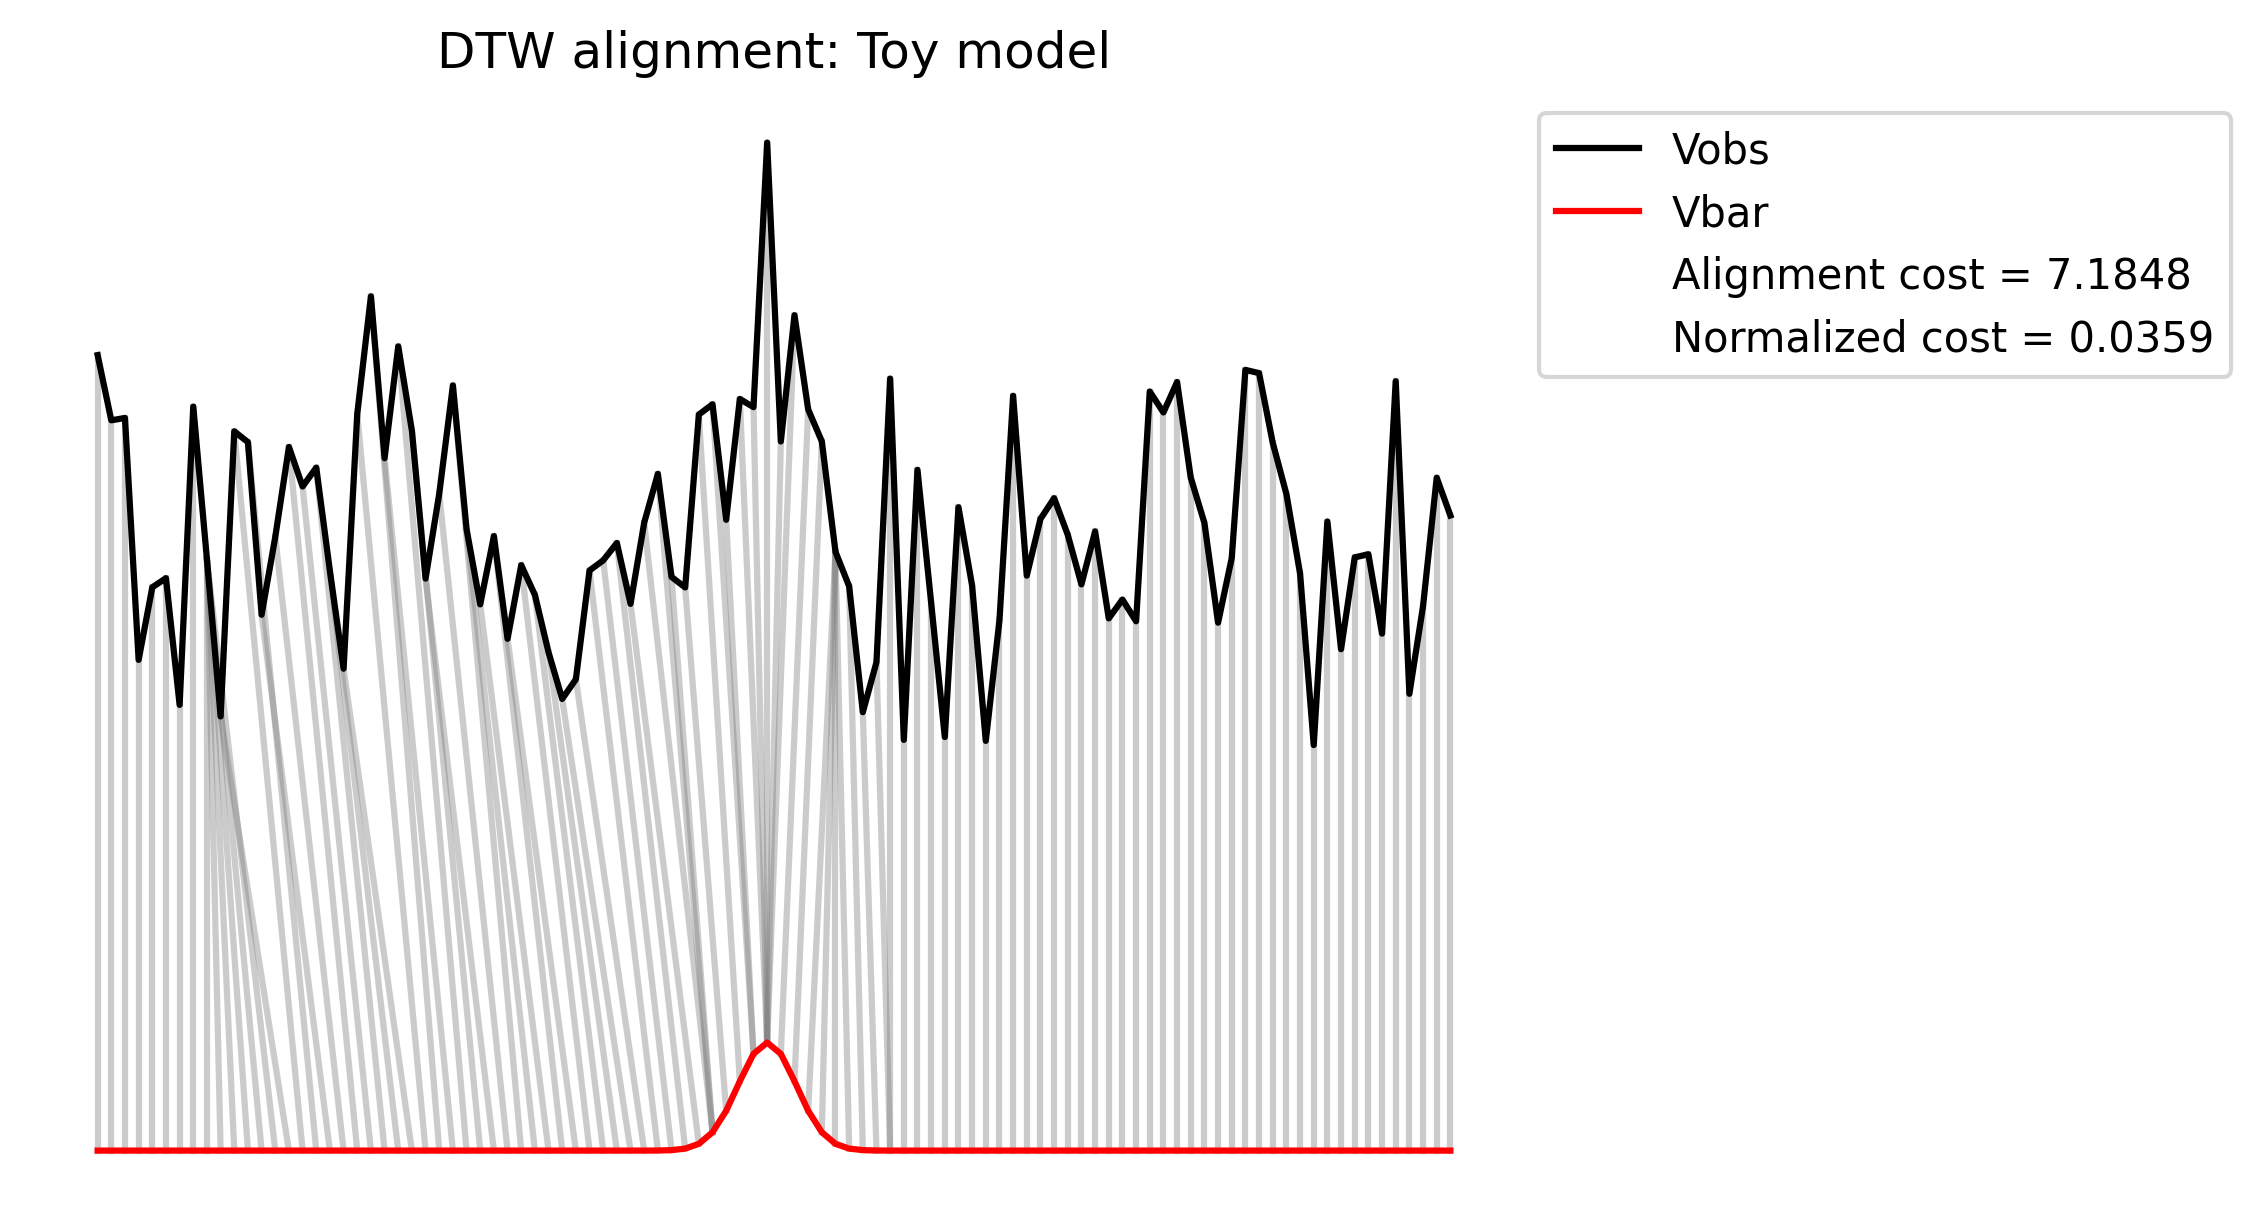 DTW alignment: Toy model
Vobs
Vbar
Alignment cost = 7.1848
Normalized cost = 0.0359